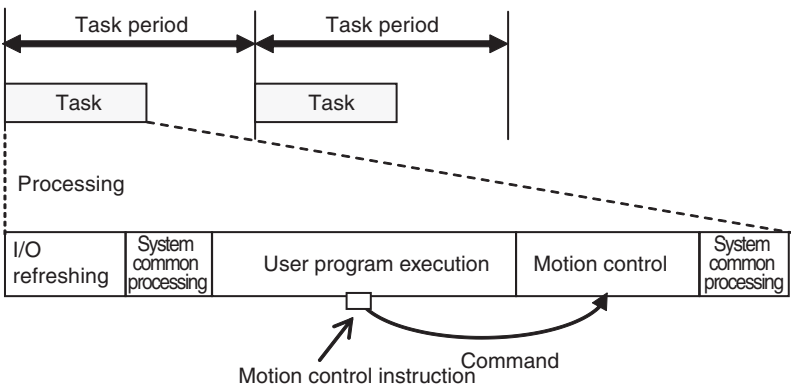 Task period
Task period
Task
Task
Processing
I/O
refreshing
System
common
processing
User program execution
Motion control
System
common
processing
Command
Motion control instruction